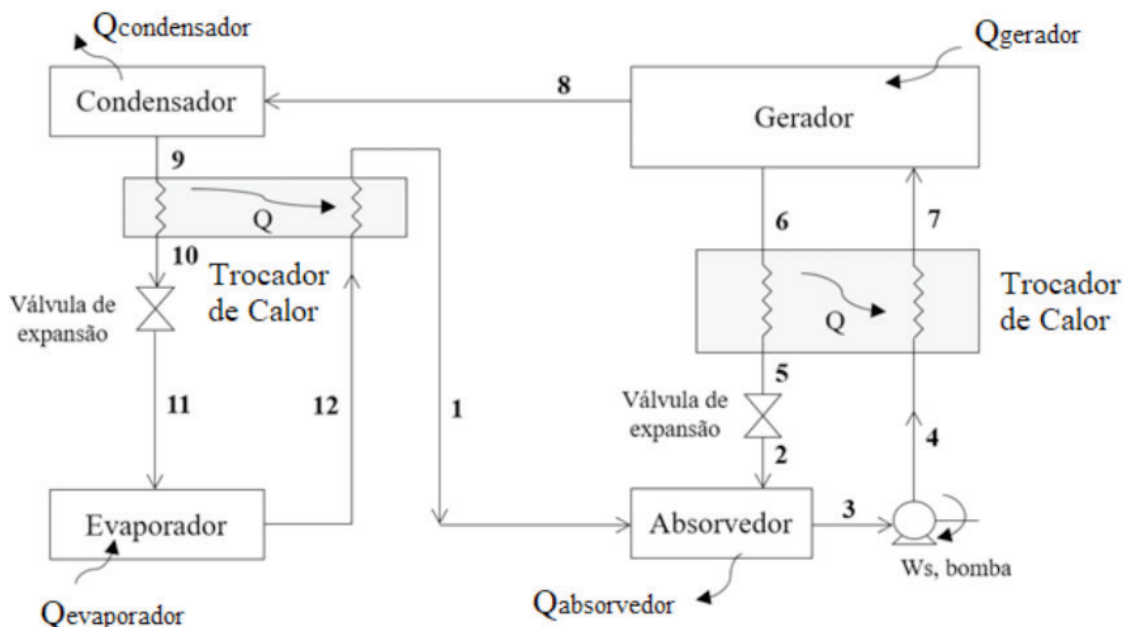 Qcondensador
Qgerador
Condensador
8
Gerador
9
Q
10
Trocador
de Calor
Válvula de
expansão
11
12
1
6
7
Q
Trocador
de Calor
5
Válvula de
expansão
2
4
Evaporador
Absorvedor
3
Ws, bomba
Qevaporador
Qabsorvedor